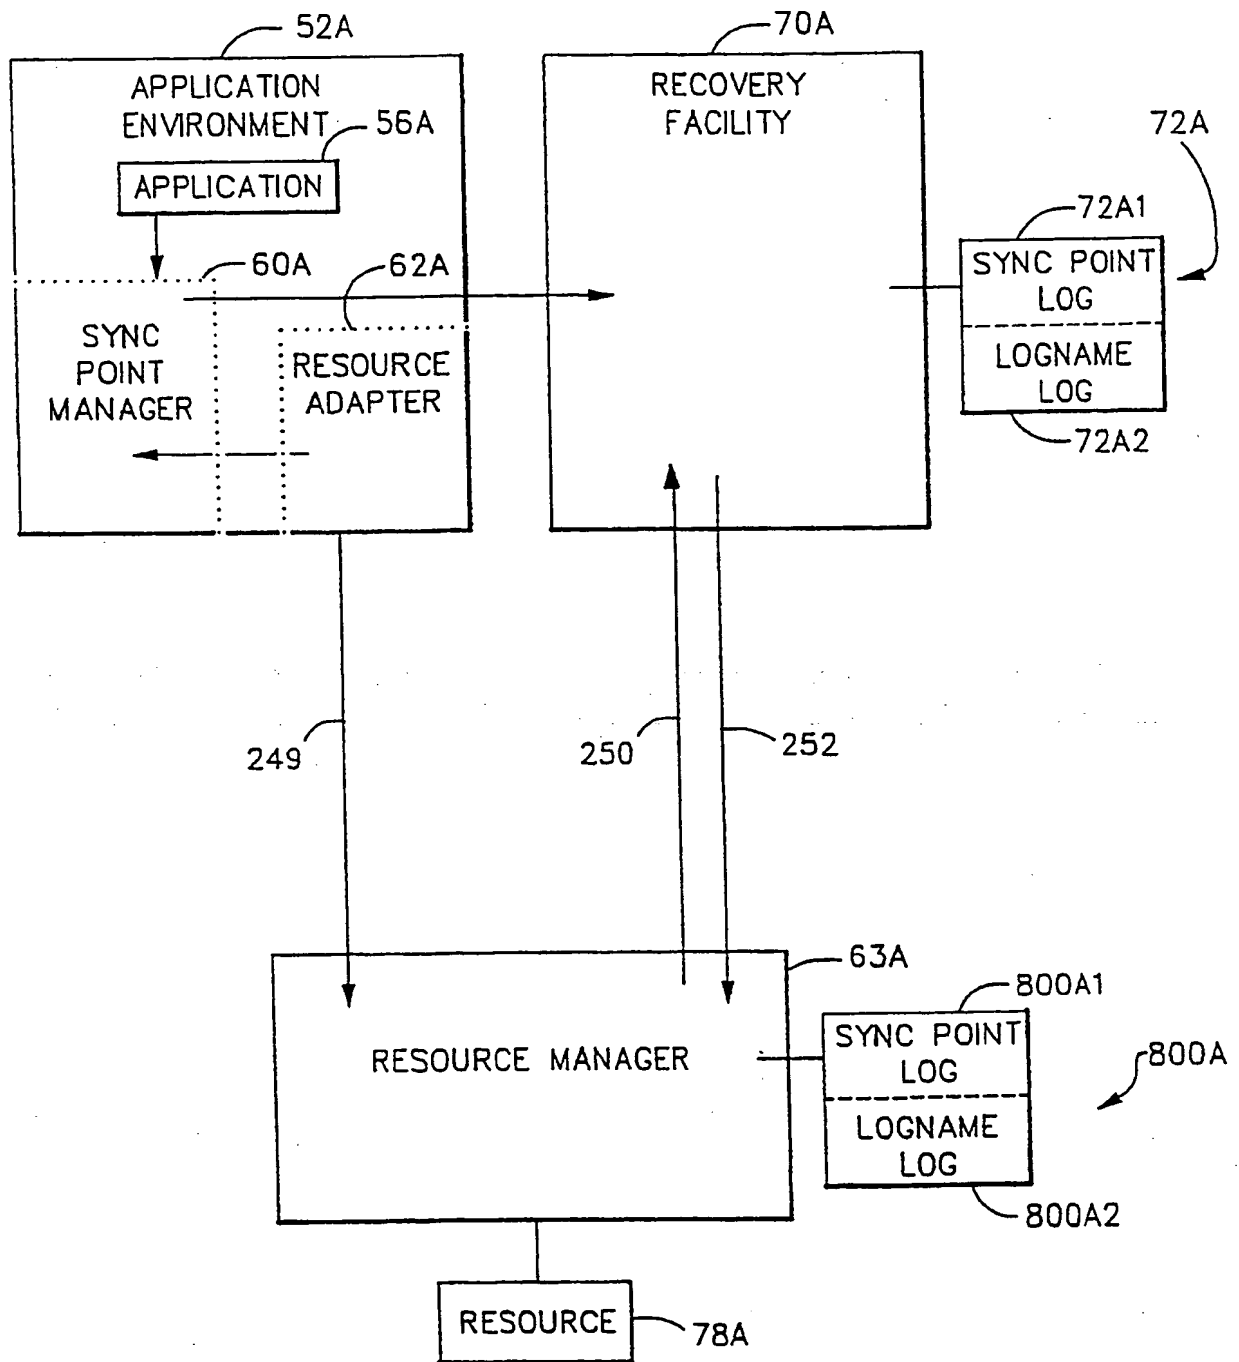 52A
70A
APPLICATION
ENVIRONMENT
56A
APPLICATION
RECOVERY
FACILITY
72A
72A1
60A
62A
SYNC POINT
LOG
SYNC
POINT
MANAGER
RESOURCE
ADAPTER
LOGNAME
LOG
72A2
249
250
252
63A
800A1
RESOURCE MANAGER
SYNC POINT
LOG
800A
LOGNAME
LOG
800A2
RESOURCE
78A